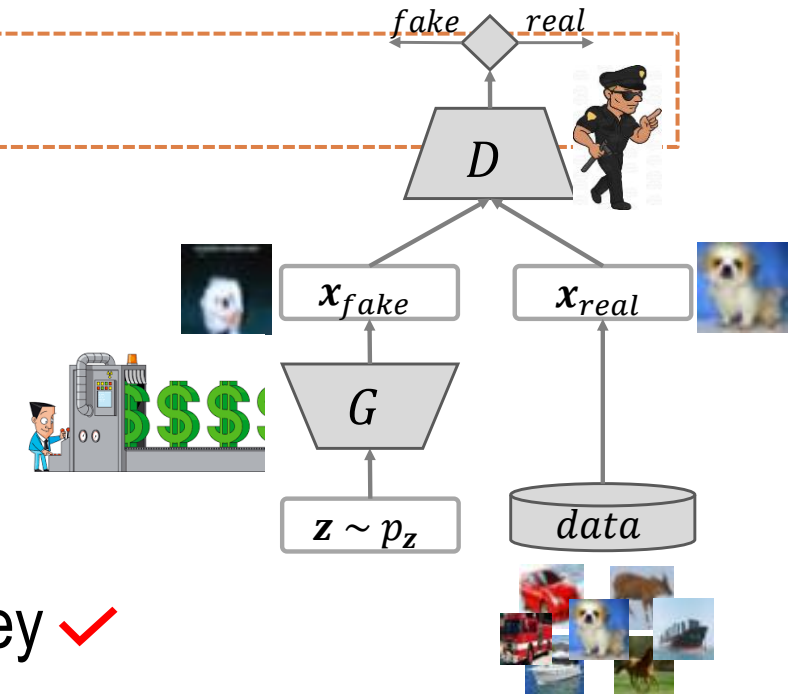 fake real
D
𝒙_fake 𝒙_real
$ $ $ $
G
𝐳 ~ p_𝐳
data
ey